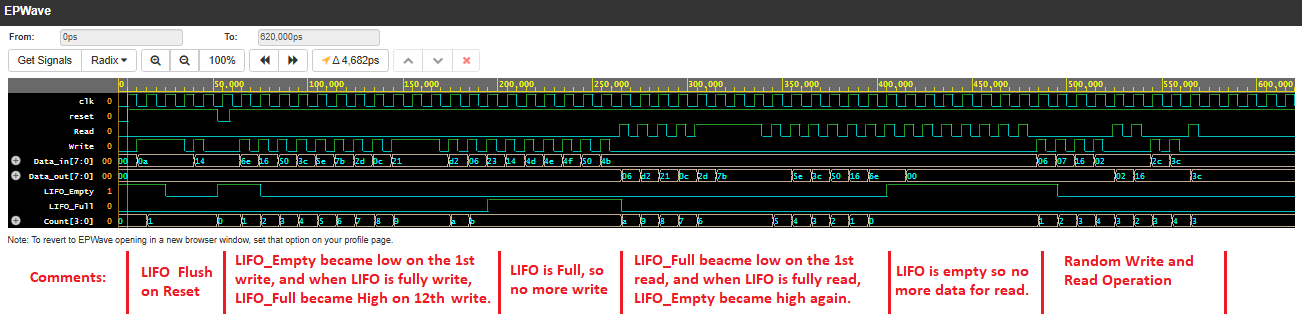 EPWave
From: 0ps To: 620,000ps
Get Signals Radix 100% Δ 4,682ps
0 50,000 100,000 150,000 200,000 250,000 300,000 350,000 400,000 450,000 500,000 550,000 600,000
clk 0
reset 0
Read 0
Write 0
Data_in[7:0] 00 00 0a 14 6e 16 50 3c 5e 7b 2d 0c 21 d2 06 23 14 4d 4e 4f 50 4b 06 07 16 02 2c 3c
Data_out[7:0] 00 00 06 d2 21 0c 2d 7b 5e 3c 50 16 6e 00 02 16 3c
LIFO_Empty 1
LIFO_Full 0
Count[3:0] 0 0 1 0 1 2 3 4 5 6 7 8 9 a b a 9 8 7 6 5 4 3 2 1 0 1 2 3 4 3 2 3 4 3
Note: To revert to EPWave opening in a new browser window, set that option on your profile page.
Comments:
LIFO Flush
on Reset
LIFO_Empty became low on the 1st
write, and when LIFO is fully write,
LIFO_Full became High on 12th write.
LIFO is Full, so
no more write
LIFO_Full beacme low on the 1st
read, and when LIFO is fully read,
LIFO_Empty became high again.
LIFO is empty so no
more data for read.
Random Write and
Read Operation